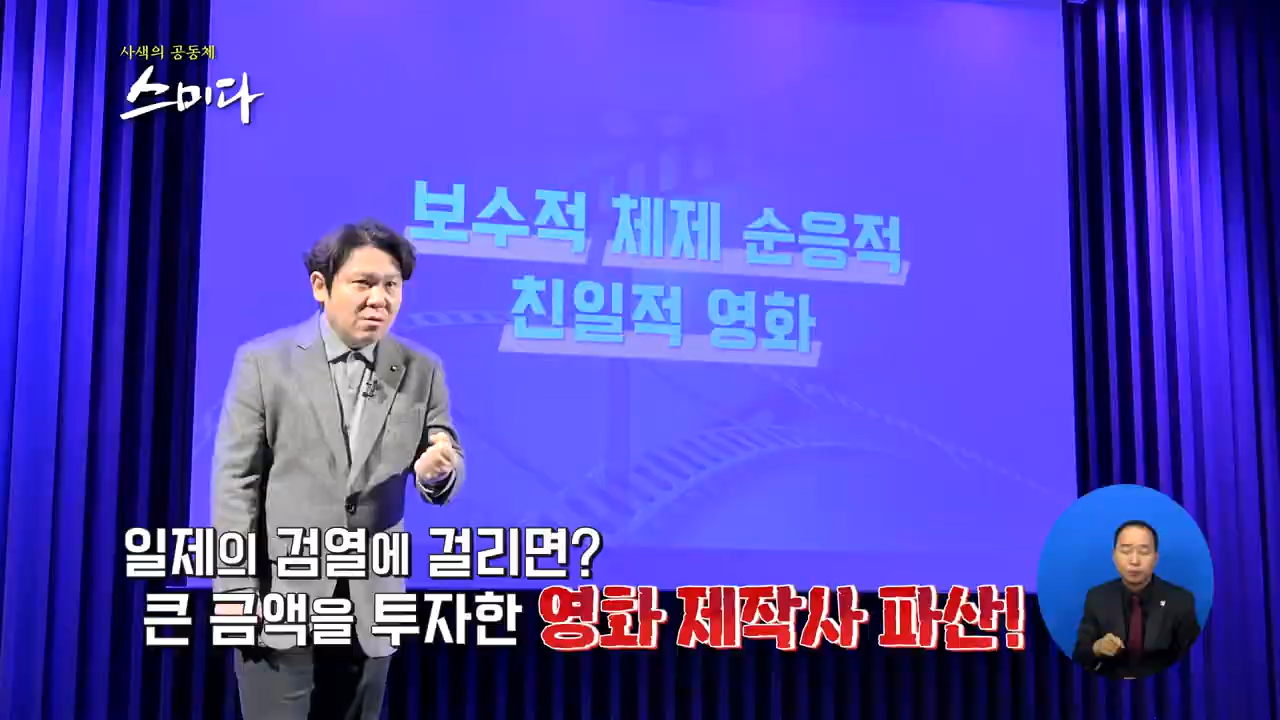 사색의 공동체
스미다
보수적 체제 순응적
친일적 영화
일제의 검열에 걸리면?
큰 금액을 투자한 영화 제작사 파산!